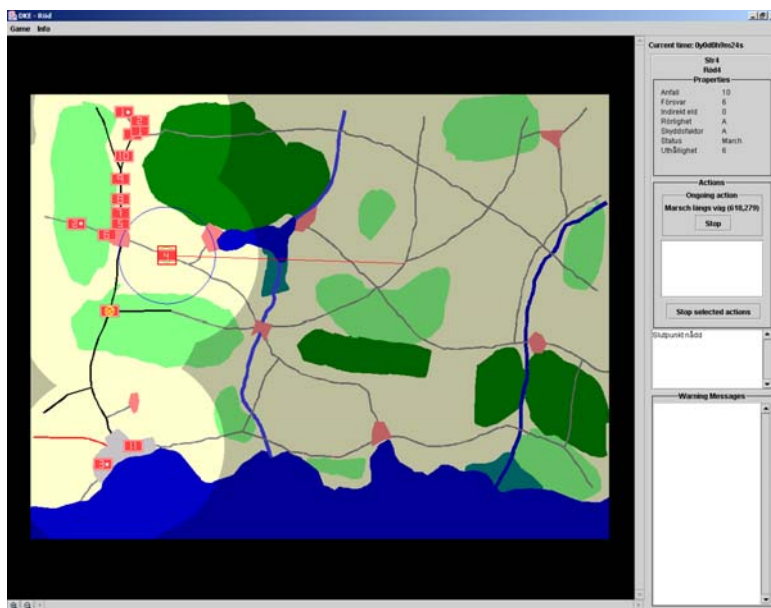 DKE - Röd
Game Info
Current time: 0y0d0h9m24s
Str4
Röd4
Properties
Anfall 10
Försvar 6
Indirekt eld 0
Rörlighet A
Skyddsfaktor A
Status March
Uthållighet 6
Actions
Ongoing action
Marsch längs väg (618,279)
Stop
Stop selected actions
Slutpunkt nådd
Warning Messages
4